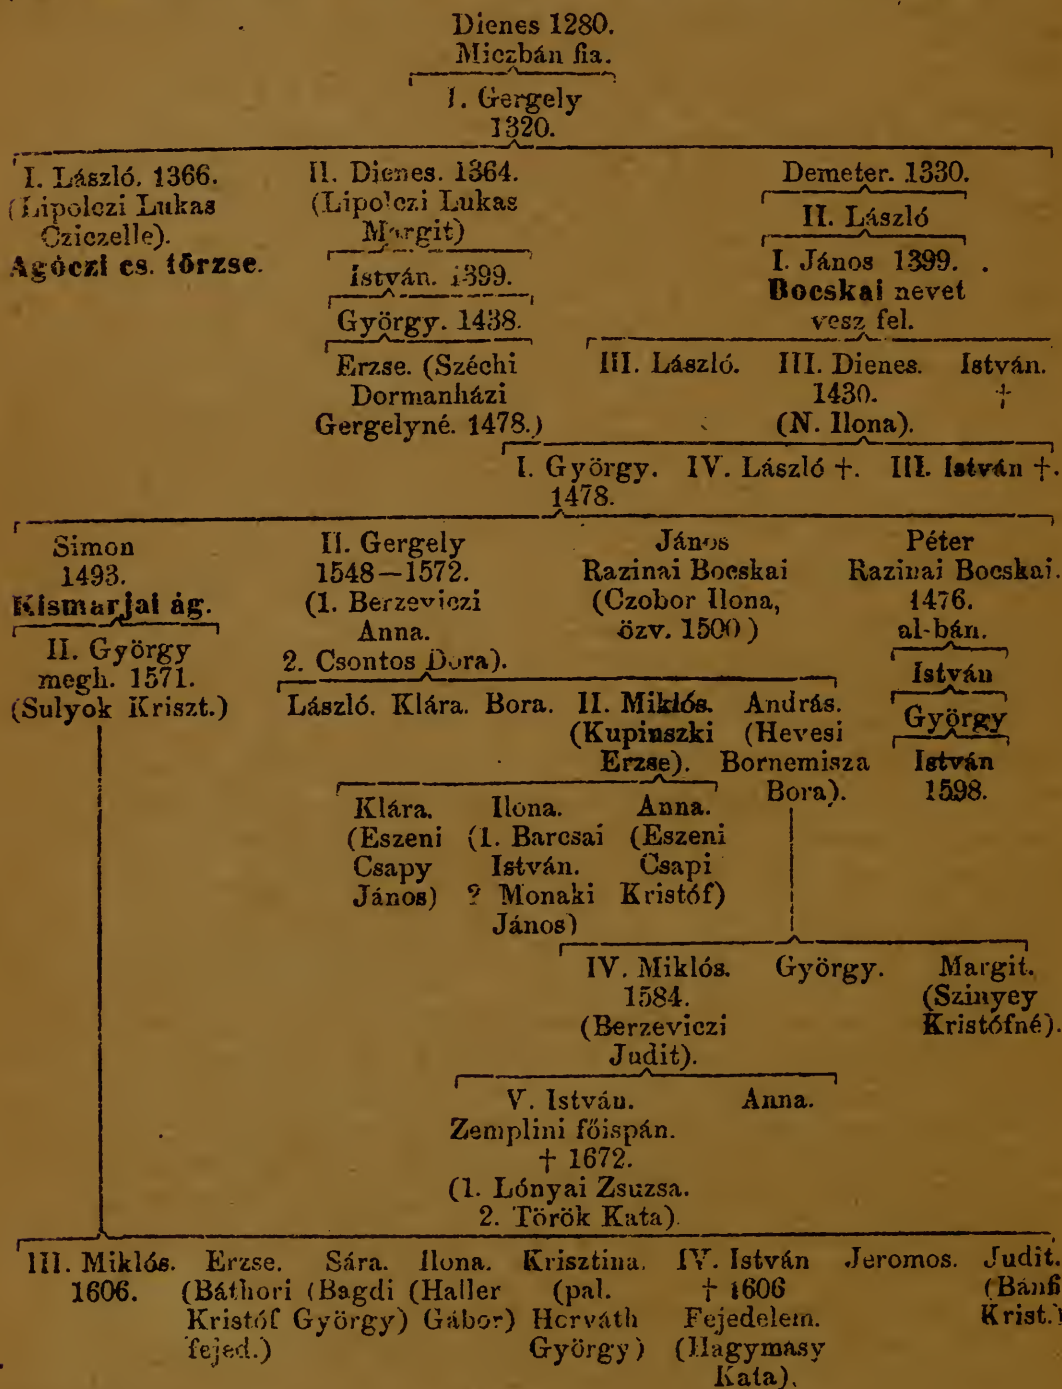 Dienes 1280.
Miczbán fia.
I. Gergely
1320.
I. László. 1366.
(Lipolczi Lukas
Cziczelle).
Agóczi cs. törzse.
II. Dienes. 1364.
(Lipolczi Lukas
Margit)
István. 1399.
György. 1438.
Erzse. (Széchi
Dormanházi
Gergelyné. 1478.)
Demeter. 1330.
II. László
I. János 1399.
Bocskai nevet
vesz fel.
III. László.
III. Dienes.
1430.
(N. Ilona).
István.
†
I. György.
1478.
IV. László †.
III. István †.
Simon
1493.
Kismarjai ág.
II. György
megh. 1571.
(Sulyok Kriszt.)
II. Gergely
1548—1572.
(1. Berzeviczi
Anna.
2. Csontos Dora).
János
Razinai Bocskai
(Czobor Ilona,
özv. 1500)
Péter
Razinai Bocskai.
1476.
al-bán.
István
György
István
1598.
László. Klára. Bora.
II. Miklós.
(Kupinszki
Erzse).
András.
(Hevesi
Bornemisza
Bora).
Klára.
(Eszeni
Csapy
János)
Ilona.
(1. Barcsai
István.
? Monaki
János)
Anna.
(Eszeni
Csapi
Kristóf)
IV. Miklós.
1584.
(Berzeviczi
Judit).
György.
Margit.
(Szinyey
Kristófné).
V. István.
Zemplini főispán.
† 1672.
(1. Lónyai Zsuzsa.
2. Török Kata).
Anna.
III. Miklós.
1606.
Erzse.
(Báthori
Kristóf
fejed.)
Sára.
(Bagdi
György)
Ilona.
(Haller
Gábor)
Krisztina.
(pal.
Horváth
György)
IV. István
† 1606
Fejedelem.
(Hagymasy
Kata).
Jeromos.
Judit.
(Bánfi
Krist.)